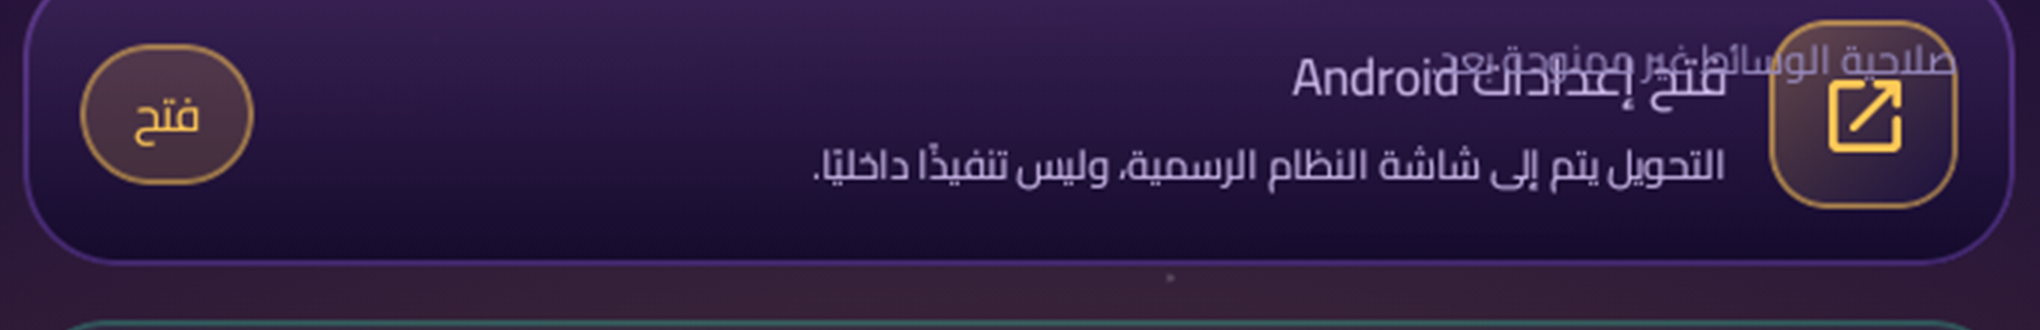 صلاحية الوسائط غير ممنوحة بعد
فتح إعدادات Android
التحويل يتم إلى شاشة النظام الرسمية، وليس تنفيذًا داخليًا.
فتح